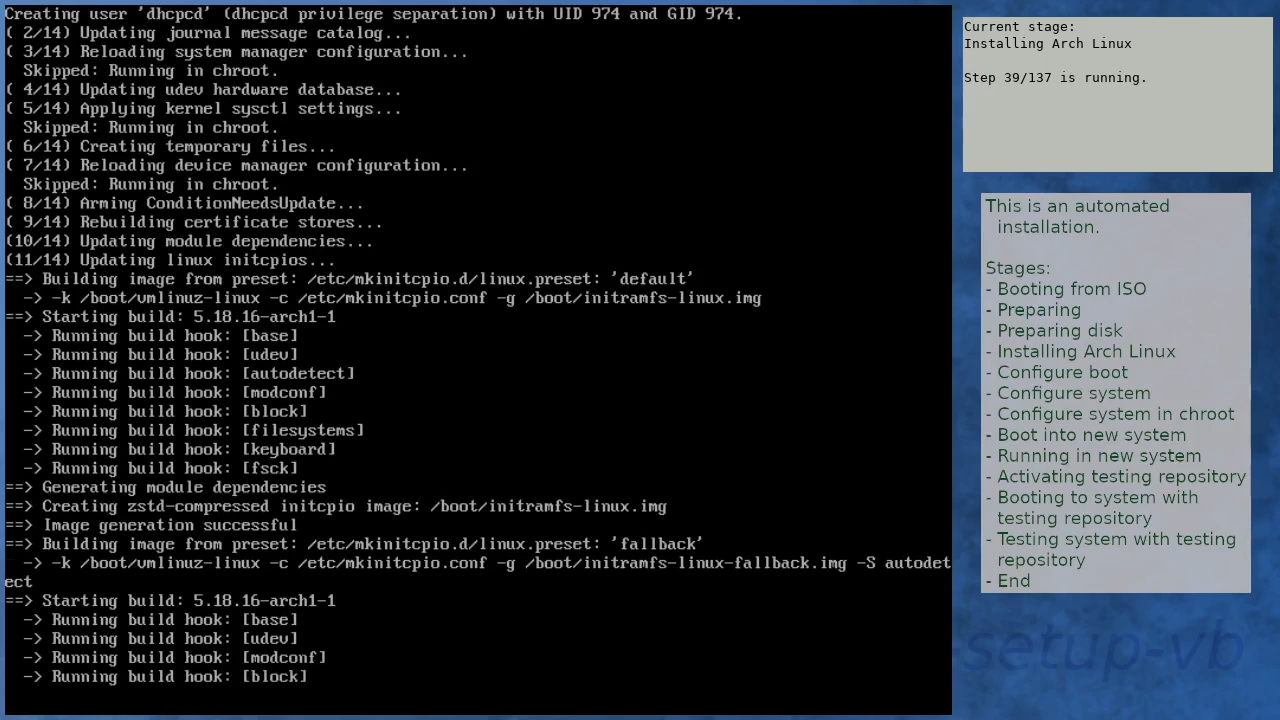 Creating user 'dhcpcd' (dhcpcd privilege separation) with UID 974 and GID 974.
( 2/14) Updating journal message catalog...
( 3/14) Reloading system manager configuration...
  Skipped: Running in chroot.
( 4/14) Updating udev hardware database...
( 5/14) Applying kernel sysctl settings...
  Skipped: Running in chroot.
( 6/14) Creating temporary files...
( 7/14) Reloading device manager configuration...
  Skipped: Running in chroot.
( 8/14) Arming ConditionNeedsUpdate...
( 9/14) Rebuilding certificate stores...
(10/14) Updating module dependencies...
(11/14) Updating linux initcpios...
==> Building image from preset: /etc/mkinitcpio.d/linux.preset: 'default'
  -> -k /boot/vmlinuz-linux -c /etc/mkinitcpio.conf -g /boot/initramfs-linux.img
==> Starting build: 5.18.16-arch1-1
  -> Running build hook: [base]
  -> Running build hook: [udev]
  -> Running build hook: [autodetect]
  -> Running build hook: [modconf]
  -> Running build hook: [block]
  -> Running build hook: [filesystems]
  -> Running build hook: [keyboard]
  -> Running build hook: [fsck]
==> Generating module dependencies
==> Creating zstd-compressed initcpio image: /boot/initramfs-linux.img
==> Image generation successful
==> Building image from preset: /etc/mkinitcpio.d/linux.preset: 'fallback'
  -> -k /boot/vmlinuz-linux -c /etc/mkinitcpio.conf -g /boot/initramfs-linux-fallback.img -S autodet
ect
==> Starting build: 5.18.16-arch1-1
  -> Running build hook: [base]
  -> Running build hook: [udev]
  -> Running build hook: [modconf]
  -> Running build hook: [block]
Current stage:
Installing Arch Linux
Step 39/137 is running.
This is an automated
installation.
Stages:
- Booting from ISO
- Preparing
- Preparing disk
- Installing Arch Linux
- Configure boot
- Configure system
- Configure system in chroot
- Boot into new system
- Running in new system
- Activating testing repository
- Booting to system with
testing repository
- Testing system with testing
repository
- End
-setup-vb